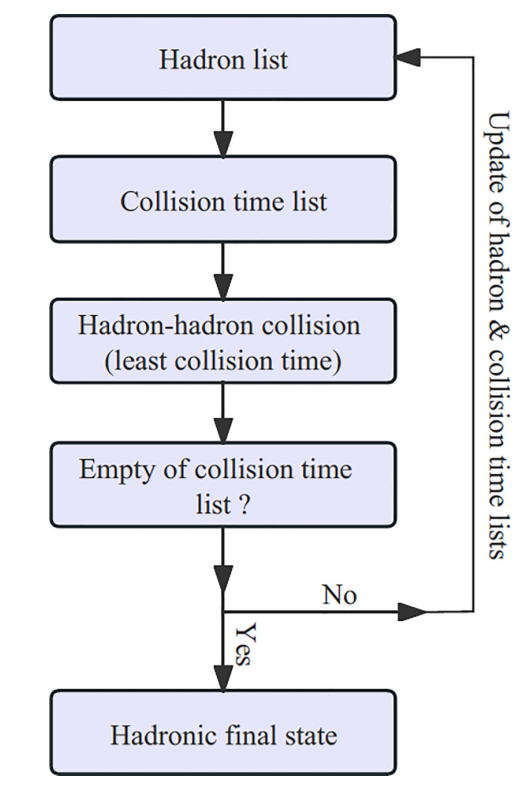 Hadron list
Collision time list
Hadron-hadron collision
(least collision time)
Empty of collision time
list ?
No
Yes
Hadronic final state
Update of hadron & collision time lists